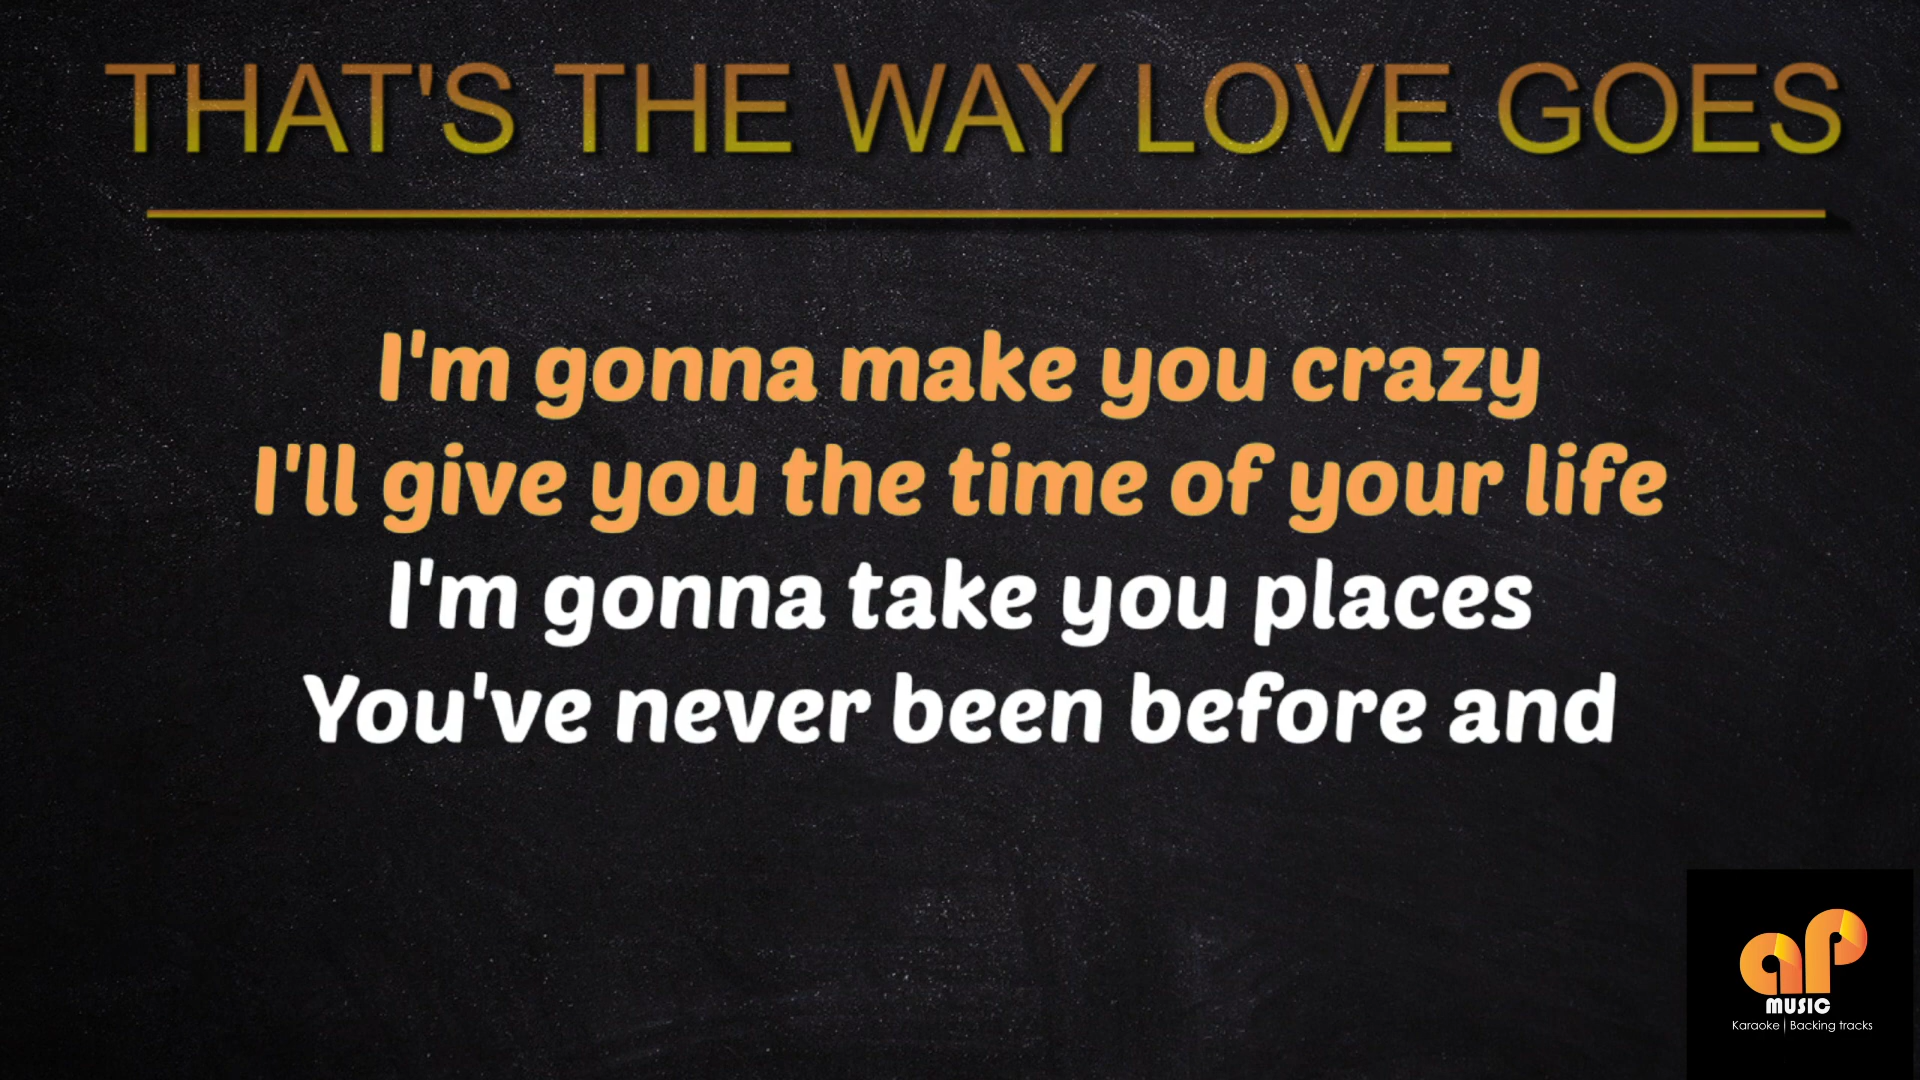 THAT'S THE WAY LOVE GOES
I'm gonna make you crazy
I'll give you the time of your life
I'm gonna take you places
You've never been before and
aP
MUSIC
Karaoke | Backing tracks